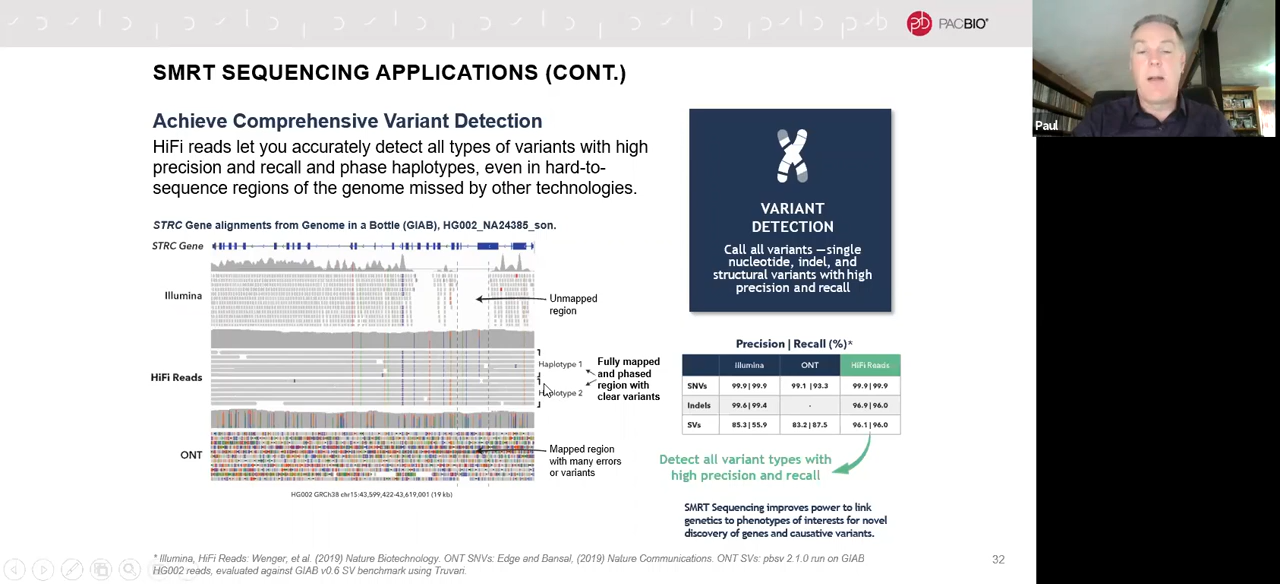 PACBIO®
SMRT SEQUENCING APPLICATIONS (CONT.)
Paul
Achieve Comprehensive Variant Detection
HiFi reads let you accurately detect all types of variants with high
precision and recall and phase haplotypes, even in hard-to-
sequence regions of the genome missed by other technologies.
STRC Gene alignments from Genome in a Bottle (GIAB), HG002_NA24385_son.
STRC Gene
Illumina
Unmapped
region
HiFi Reads
Haplotype 1
Haplotype 2
Fully mapped
and phased
region with
clear variants
ONT
Mapped region
with many errors
or variants
HG002 GRCh38 chr15:43,599,422-43,619,001 (19 kb)
VARIANT
DETECTION
Call all variants —single
nucleotide, indel, and
structural variants with high
precision and recall
Precision | Recall (%)*
Illumina ONT HiFi Reads
SNVs 99.9 | 99.9 99.1 | 93.3 99.9 | 99.9
Indels 99.6 | 99.4 - 96.9 | 96.0
SVs 85.3 | 55.9 83.2 | 87.5 96.1 | 96.0
Detect all variant types with
high precision and recall
SMRT Sequencing improves power to link
genetics to phenotypes of interests for novel
discovery of genes and causative variants.
* Illumina, HiFi Reads: Wenger, et al. (2019) Nature Biotechnology. ONT SNVs: Edge and Bansal, (2019) Nature Communications. ONT SVs: pbsv 2.1.0 run on GIAB
HG002 reads, evaluated against GIAB v0.6 SV benchmark using Truvari.
32